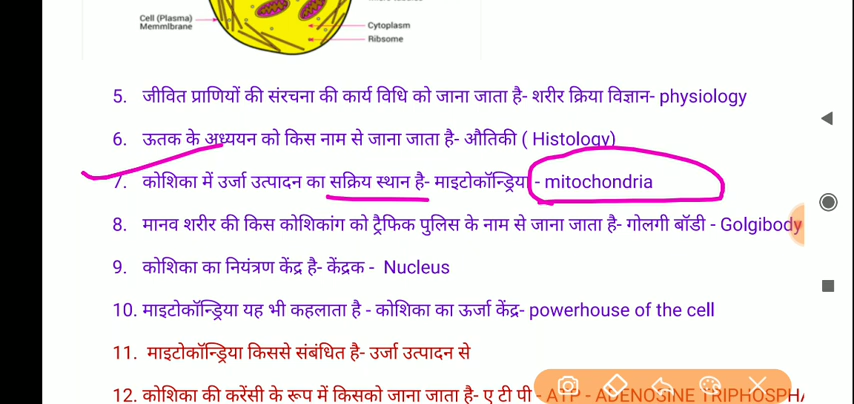 Cell (Plasma)
Memmlbrane
Cytoplasm
Ribsome
5. जीवित प्राणियों की संरचना की कार्य विधि को जाना जाता है- शरीर क्रिया विज्ञान- physiology
6. ऊतक के अध्ययन को किस नाम से जाना जाता है- औतिकी ( Histology)
7. कोशिका में उर्जा उत्पादन का सक्रिय स्थान है- माइटोकॉन्ड्रिया - mitochondria
8. मानव शरीर की किस कोशिकांग को ट्रैफिक पुलिस के नाम से जाना जाता है- गोलगी बॉडी - Golgibody
9. कोशिका का नियंत्रण केंद्र है- केंद्रक - Nucleus
10. माइटोकॉन्ड्रिया यह भी कहलाता है - कोशिका का ऊर्जा केंद्र- powerhouse of the cell
11. माइटोकॉन्ड्रिया किससे संबंधित है- उर्जा उत्पादन से
12. कोशिका की करेंसी के रूप में किसको जाना जाता है- ए टी पी - ATP - ADENOSINE TRIPHOSPHA